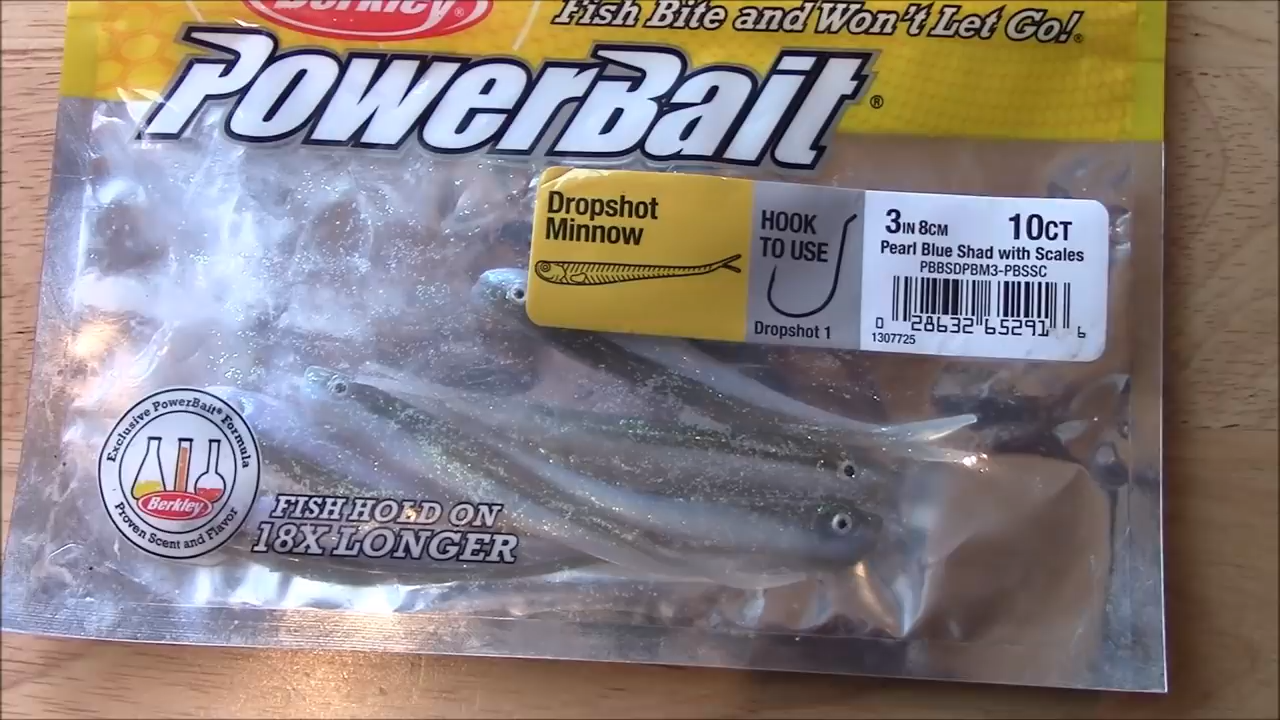 Berkley®
Fish Bite and Won't Let Go!®
PowerBait®
Dropshot
Minnow
HOOK
TO USE
Dropshot 1
3IN 8CM 10CT
Pearl Blue Shad with Scales
PBBSDPBM3-PBSSC
0 28632 65291 6
1307725
Exclusive PowerBait® Formula
Berkley
Proven Scent and Flavor
FISH HOLD ON
18X LONGER